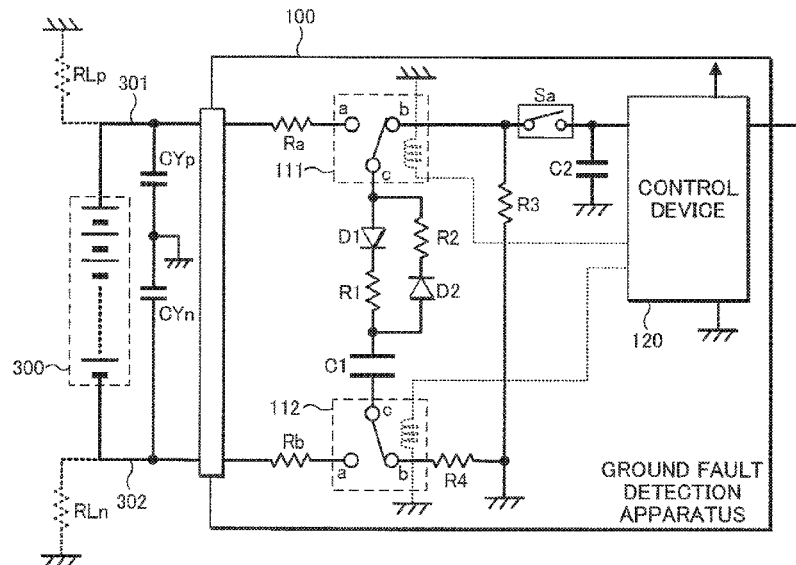 100
RLp
301
Sa
a
b
CYp
Ra
c
111
C2
CONTROL
DEVICE
R3
D1
R2
R1
D2
CYn
120
300
C1
112
c
Rb
a
b
R4
302
RLn
GROUND FAULT
DETECTION
APPARATUS